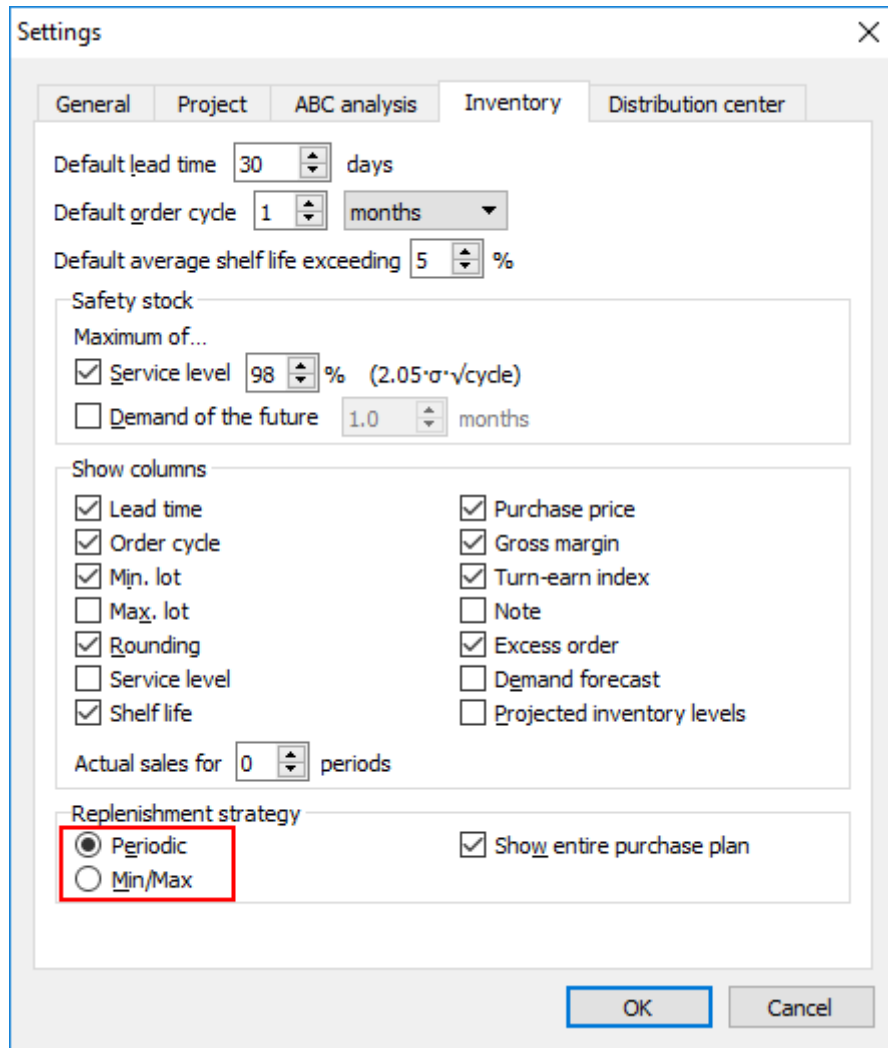 Settings
General Project ABC analysis Inventory Distribution center
Default lead time 30 days
Default order cycle 1 months
Default average shelf life exceeding 5 %
Safety stock
Maximum of...
Service level 98 % (2.05·σ·√cycle)
Demand of the future 1.0 months
Show columns
Lead time Purchase price
Order cycle Gross margin
Min. lot Turn-earn index
Max. lot Note
Rounding Excess order
Service level Demand forecast
Shelf life Projected inventory levels
Actual sales for 0 periods
Replenishment strategy
Periodic Show entire purchase plan
Min/Max
OK Cancel